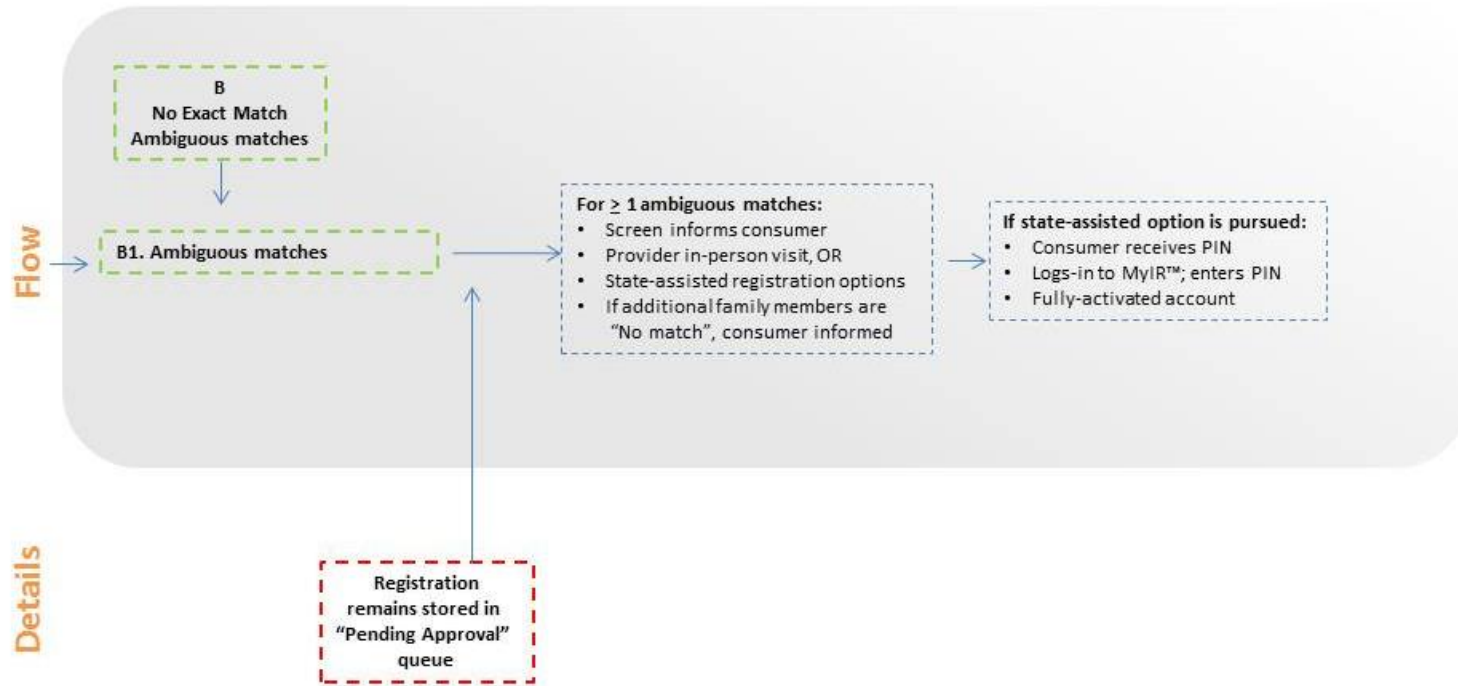 B
No Exact Match
Ambiguous matches
Flow
B1. Ambiguous matches
For ≥ 1 ambiguous matches:
• Screen informs consumer
• Provider in-person visit, OR
• State-assisted registration options
• If additional family members are
“No match”, consumer informed
If state-assisted option is pursued:
• Consumer receives PIN
• Logs-in to MyIR™; enters PIN
• Fully-activated account
Details
Registration
remains stored in
“Pending Approval”
queue